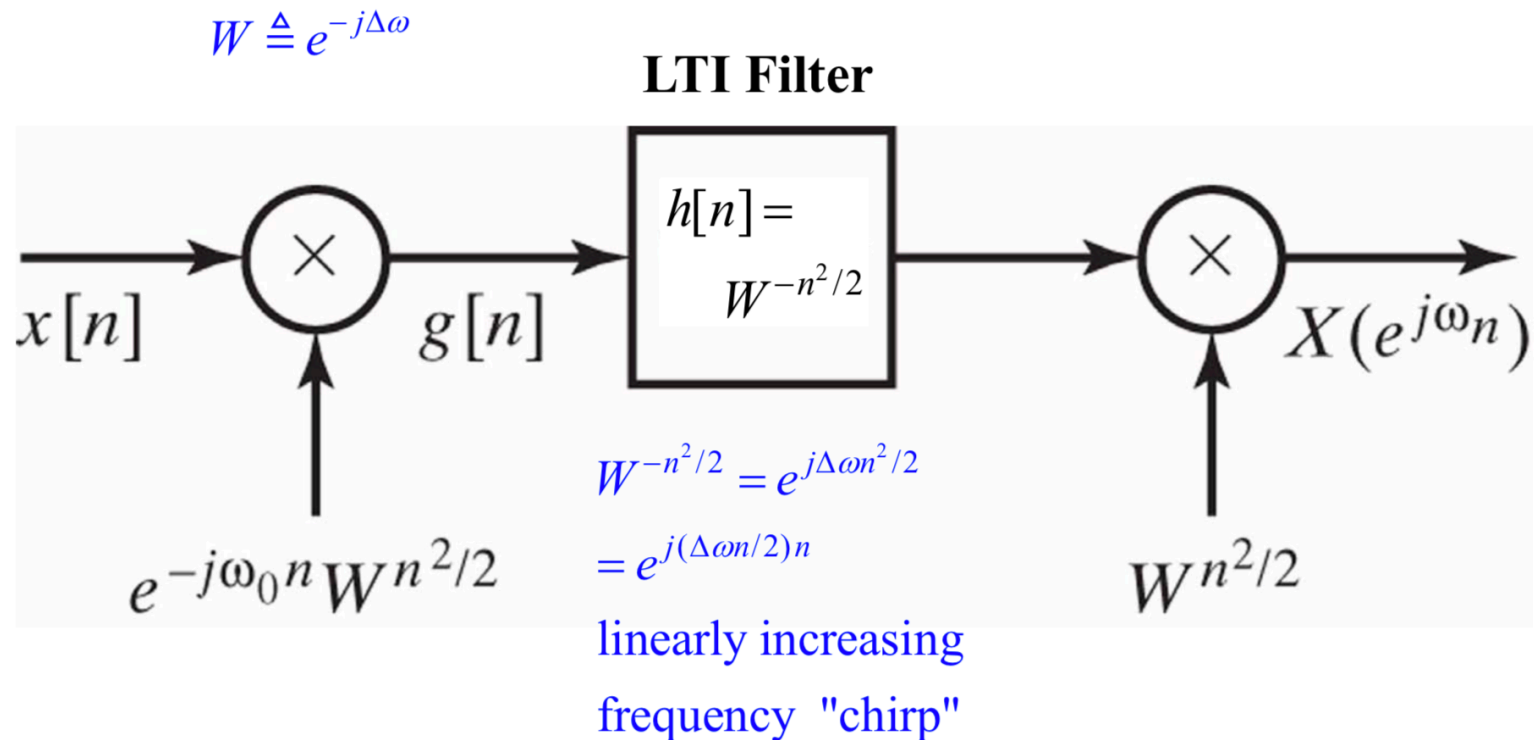 W ≜ e^{-jΔω}
LTI Filter
h[n] =
W^{-n²/2}
×
×
x[n]
g[n]
X(e^{jω_n})
W^{-n²/2} = e^{jΔωn²/2}
= e^{j(Δωn/2)n}
e^{-jω₀n}W^{n²/2}
W^{n²/2}
linearly increasing
frequency "chirp"